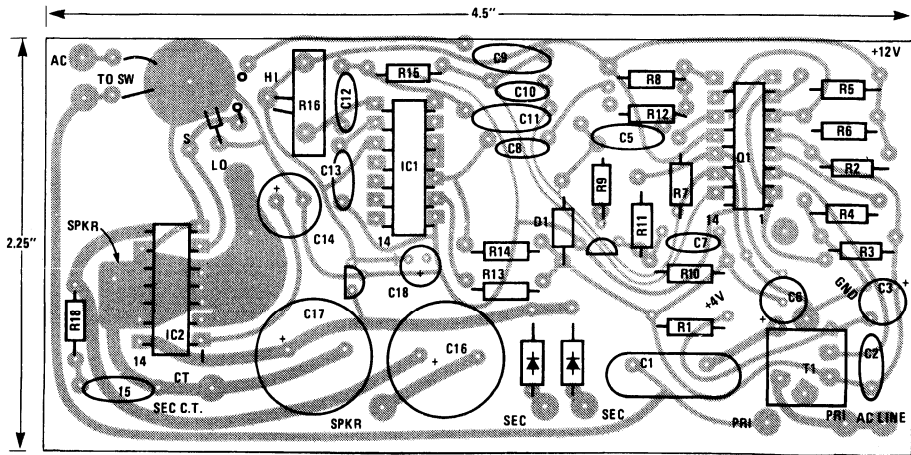 4.5"
2.25"
AC
TO SW
S
LO
HI
R16
C12
R15
C9
C10
C11
C8
IC1
14
C13
C14
R14
R13
C18
SPKR
R18
IC2
14
1
15
CT
SEC C.T.
C17
+
SPKR
C16
+
+
SEC
SEC
D1
R9
R11
R7
C5
R8
R12
Q1
14
1
C7
R10
+4V
R1
C1
+12V
R5
R6
R2
R4
R3
C6
+
GND
C3
+
T1
C2
PRI
PRI
AC LINE